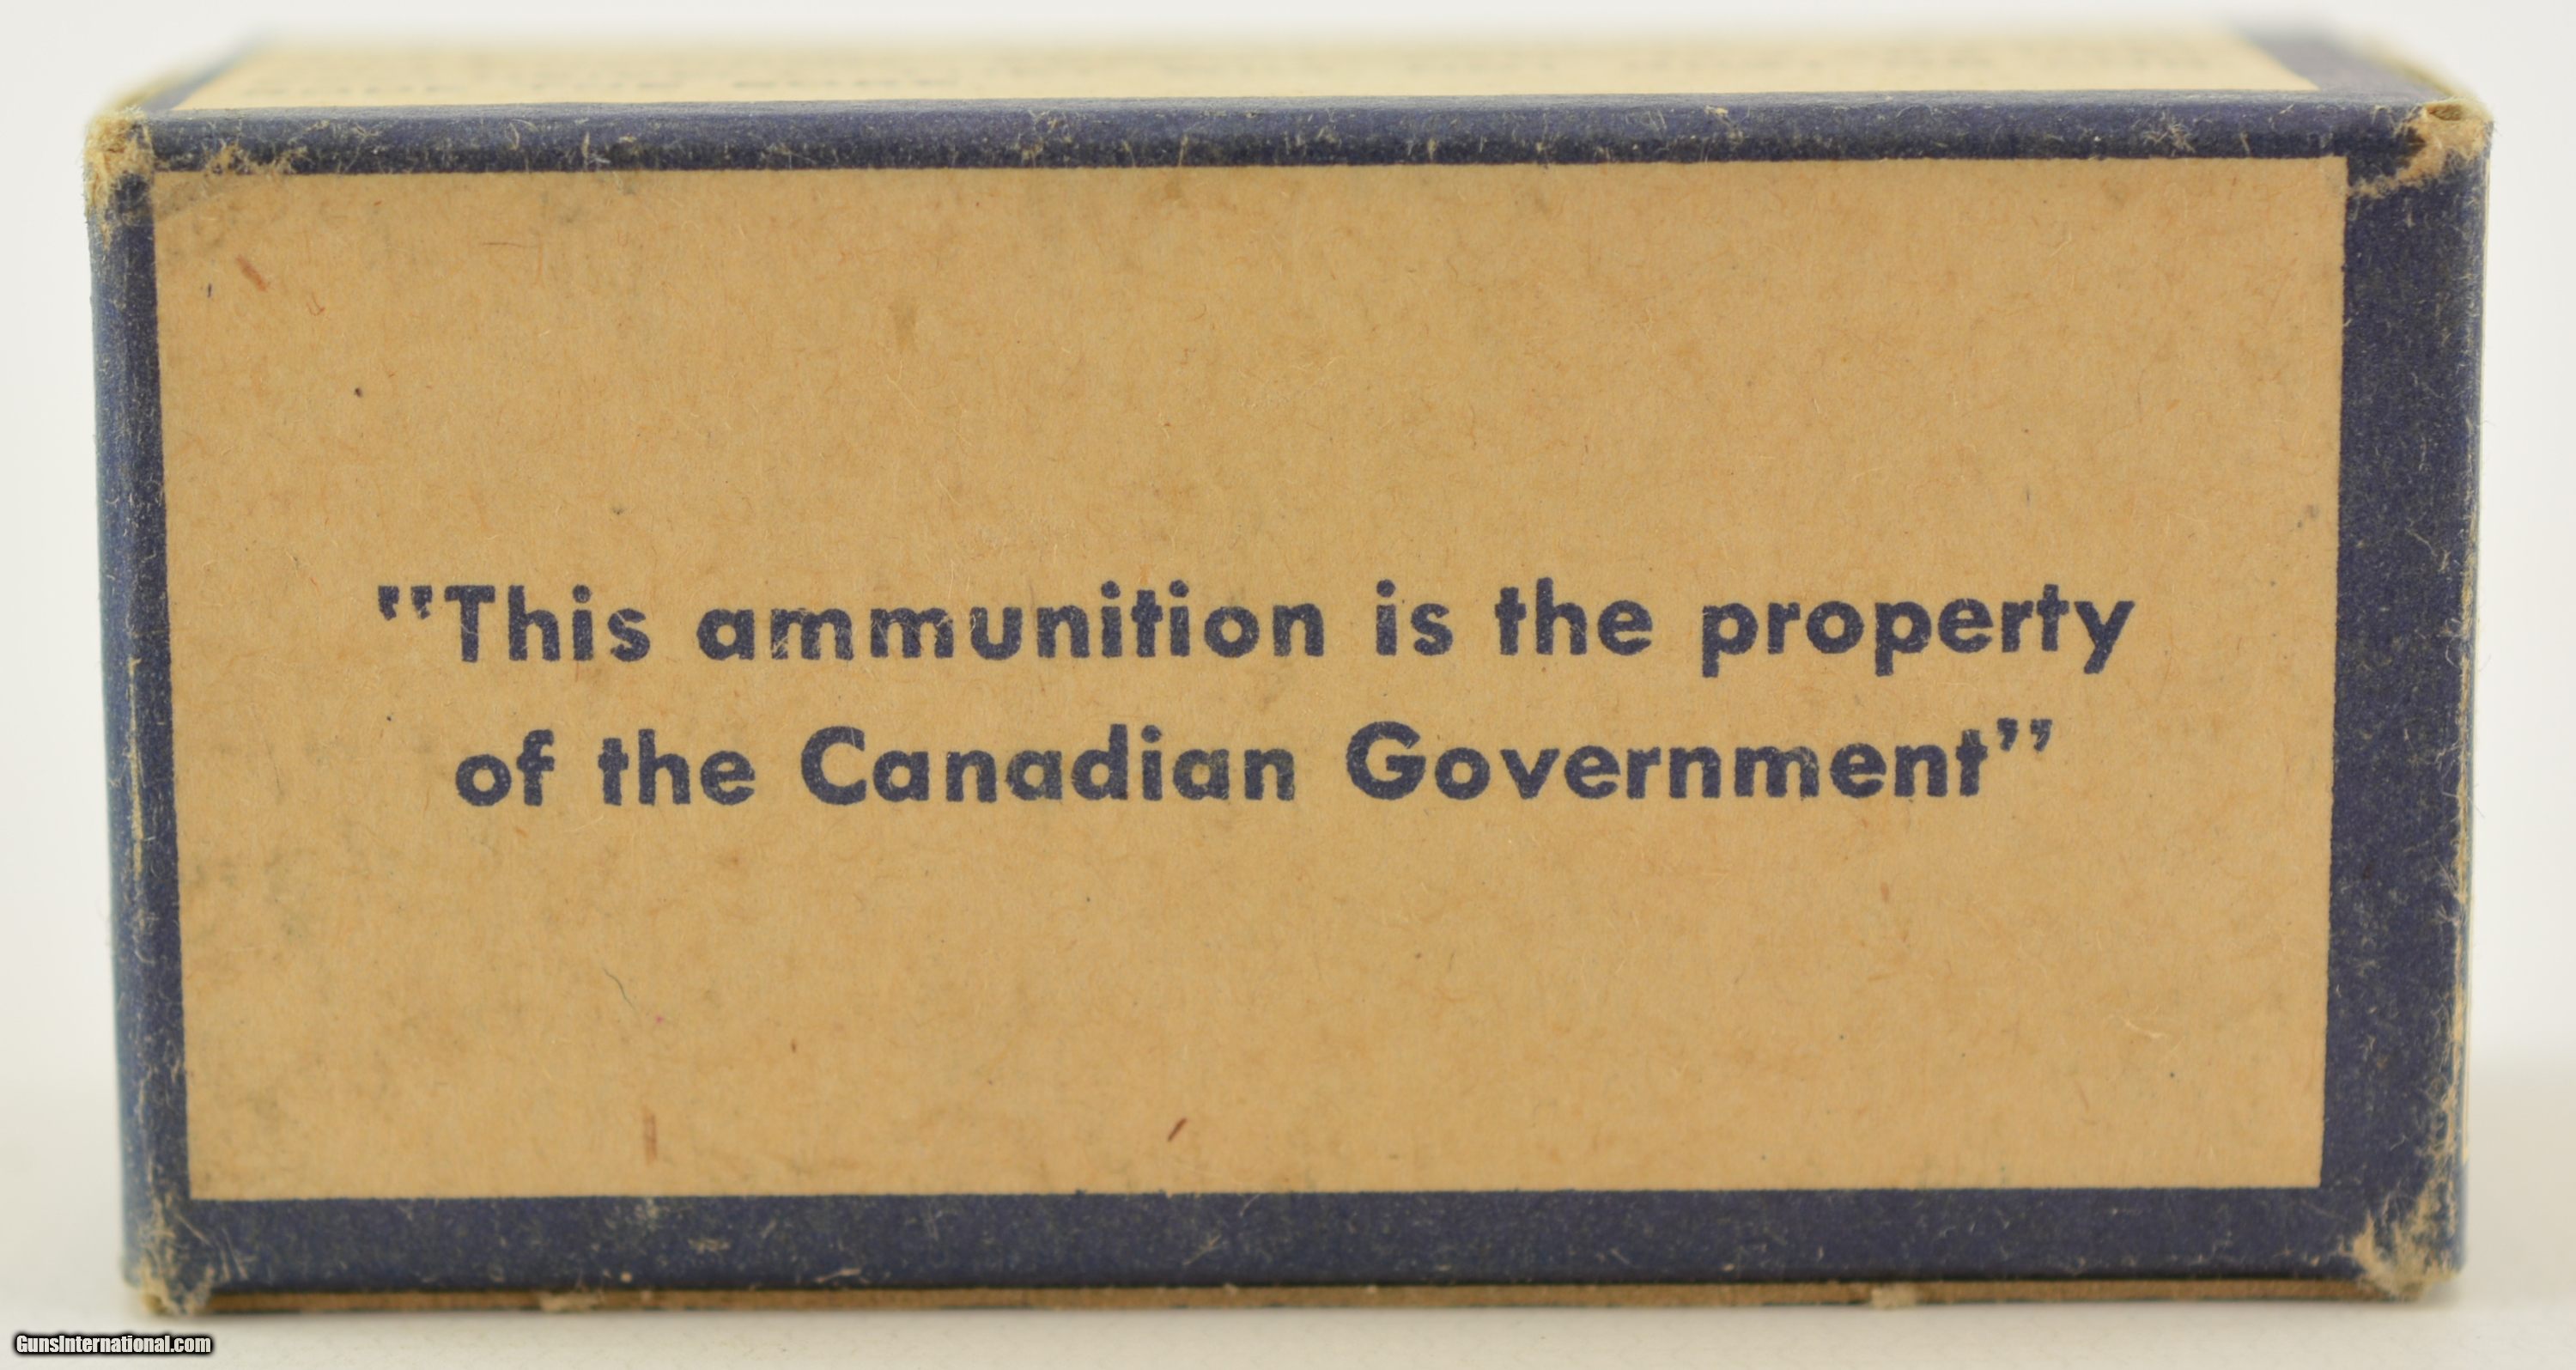 "This ammunition is the property
of the Canadian Government"
GunsInternational.com